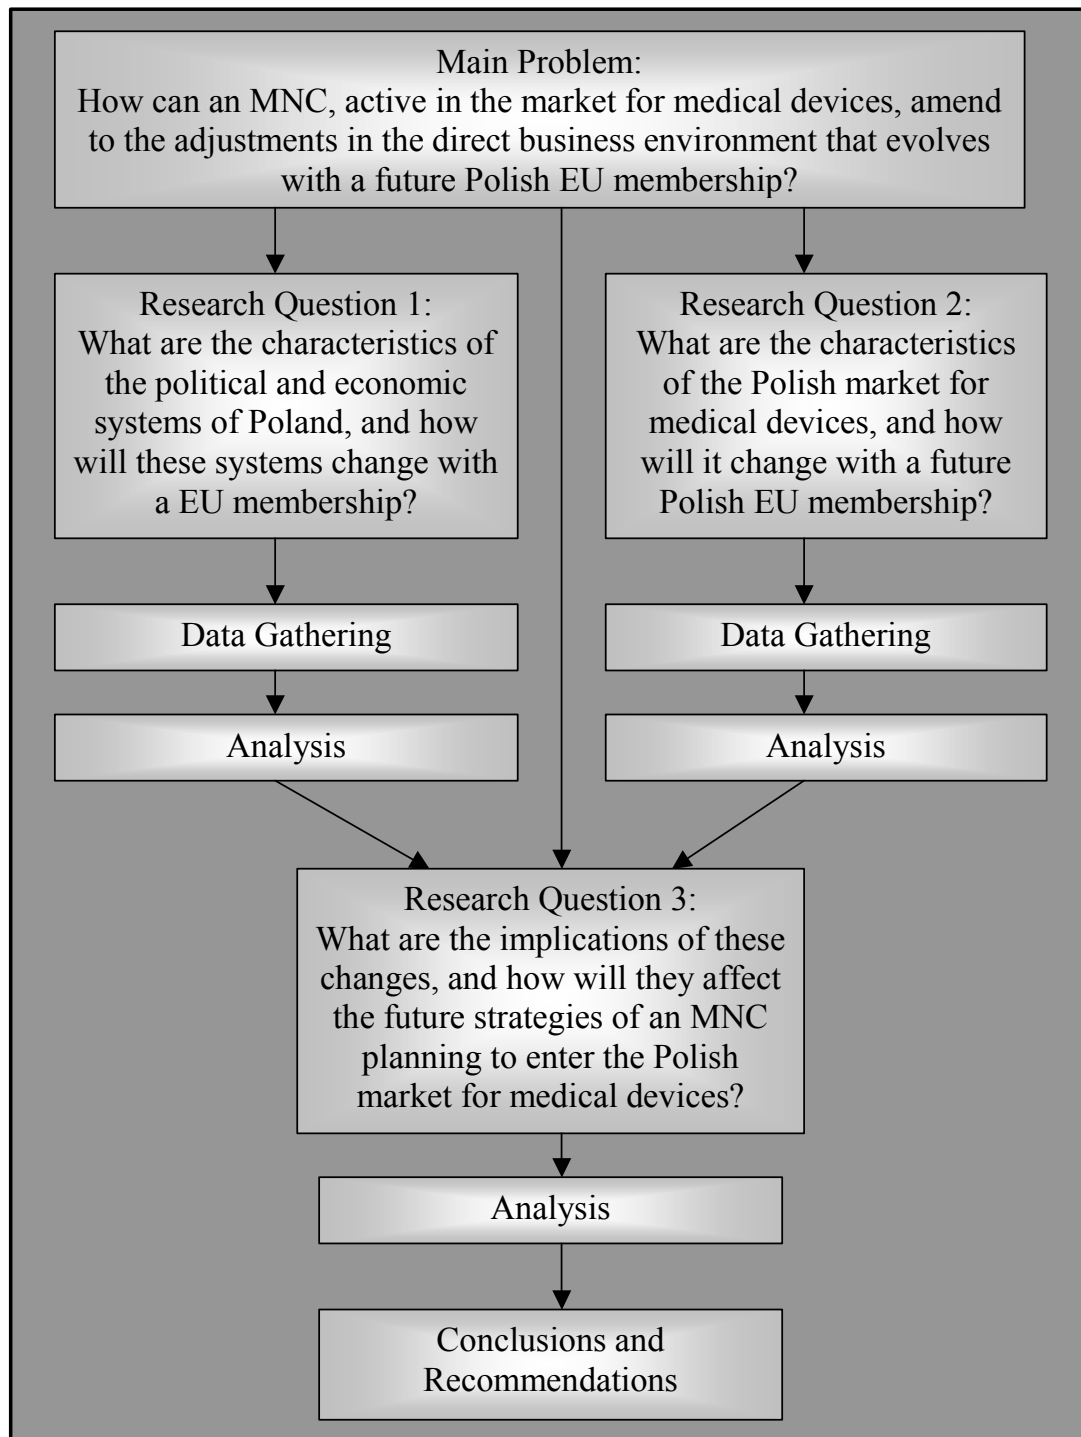 Main Problem:
How can an MNC, active in the market for medical devices, amend
to the adjustments in the direct business environment that evolves
with a future Polish EU membership?
Research Question 1:
What are the characteristics of
the political and economic
systems of Poland, and how
will these systems change with
a EU membership?
Research Question 2:
What are the characteristics
of the Polish market for
medical devices, and how
will it change with a future
Polish EU membership?
Data Gathering
Data Gathering
Analysis
Analysis
Research Question 3:
What are the implications of these
changes, and how will they affect
the future strategies of an MNC
planning to enter the Polish
market for medical devices?
Analysis
Conclusions and
Recommendations